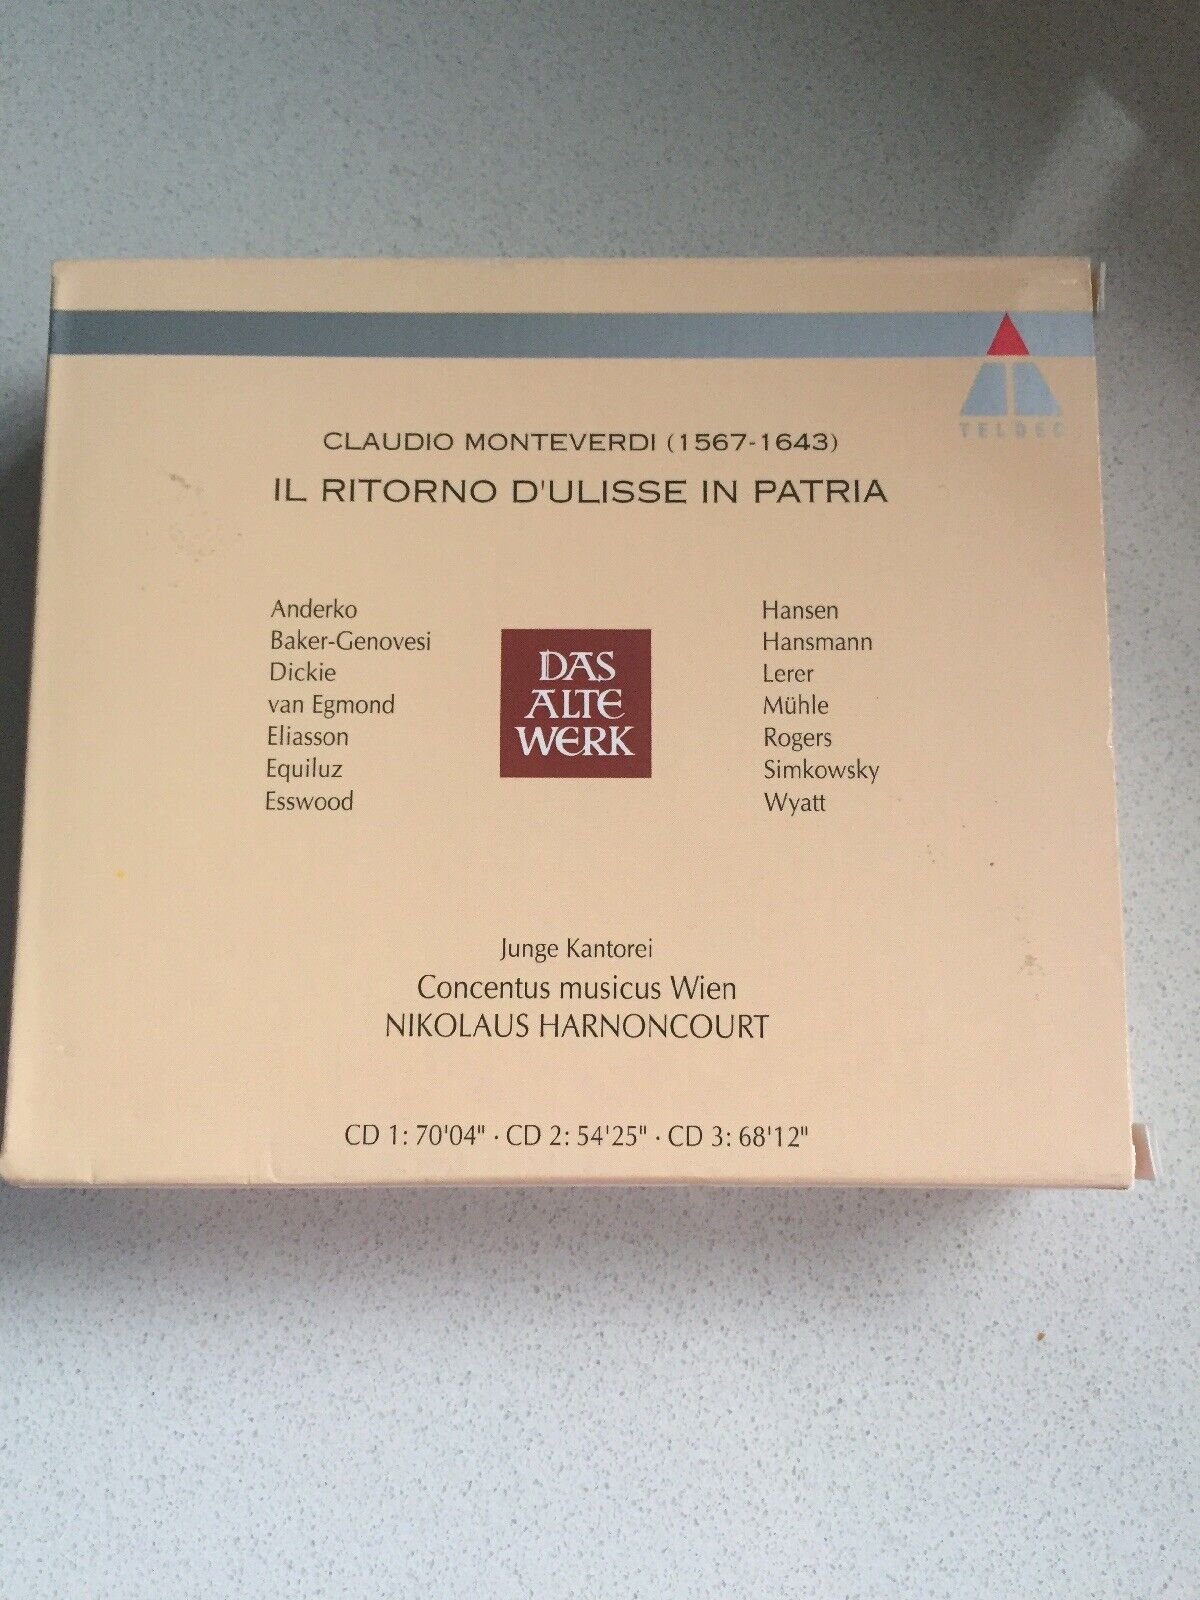 TELDEC
CLAUDIO MONTEVERDI (1567-1643)
IL RITORNO D'ULISSE IN PATRIA
Anderko
Baker-Genovesi
Dickie
van Egmond
Eliasson
Equiluz
Esswood
DAS
ALTE
WERK
Hansen
Hansmann
Lerer
Mühle
Rogers
Simkowsky
Wyatt
Junge Kantorei
Concentus musicus Wien
NIKOLAUS HARNONCOURT
CD 1: 70'04" · CD 2: 54'25" · CD 3: 68'12"